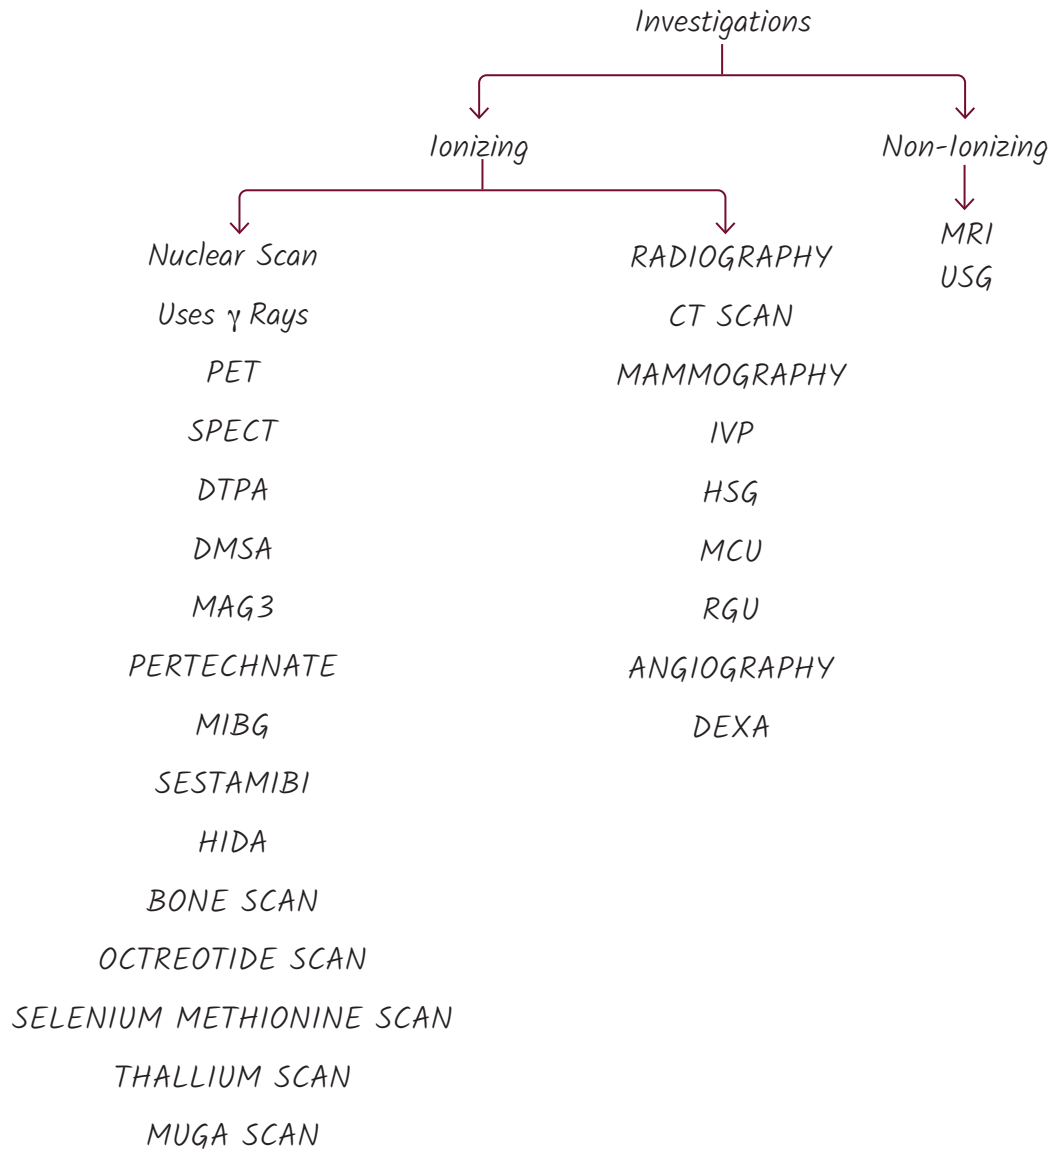 Investigations
Ionizing
Non-Ionizing
Nuclear Scan
Uses γ Rays
PET
SPECT
DTPA
DMSA
MAG3
PERTECHNATE
MIBG
SESTAMIBI
HIDA
BONE SCAN
OCTREOTIDE SCAN
SELENIUM METHIONINE SCAN
THALLIUM SCAN
MUGA SCAN
RADIOGRAPHY
CT SCAN
MAMMOGRAPHY
IVP
HSG
MCU
RGU
ANGIOGRAPHY
DEXA
MRI
USG